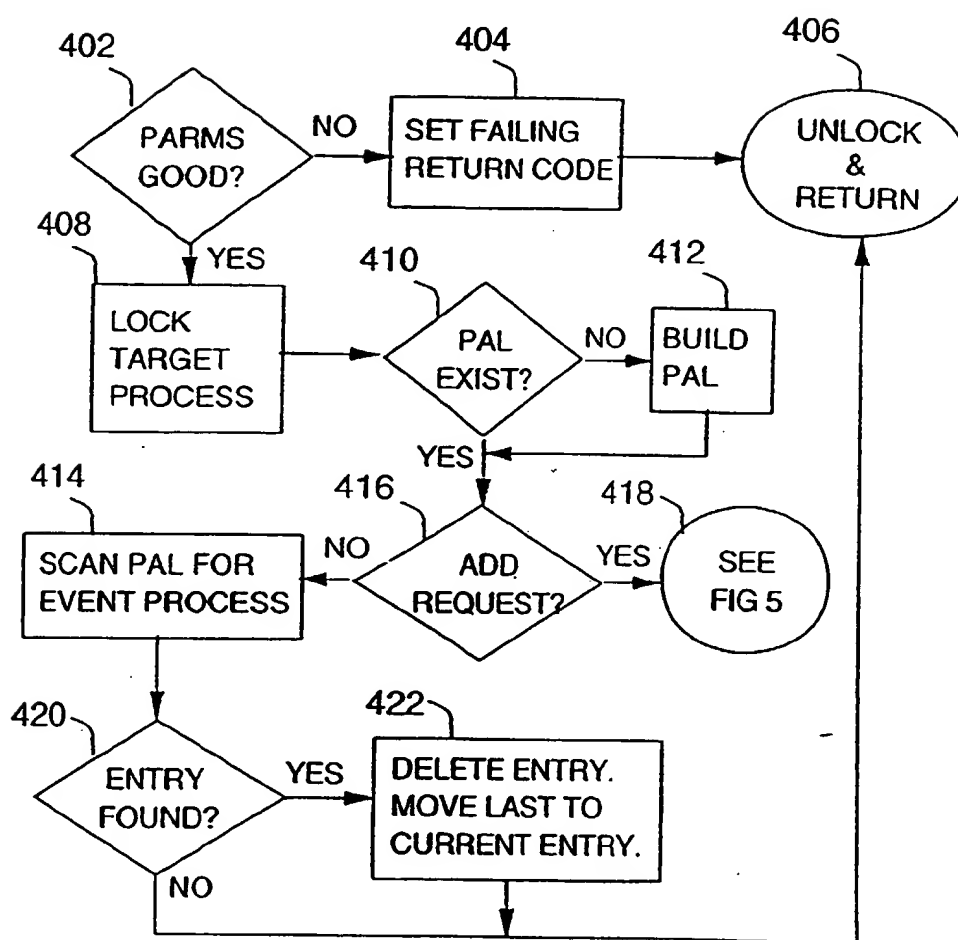 402
404
406
PARMS
GOOD?
NO
SET FAILING
RETURN CODE
UNLOCK
&
RETURN
408
YES
410
412
LOCK
TARGET
PROCESS
PAL
EXIST?
NO
BUILD
PAL
YES
414
416
418
SCAN PAL FOR
EVENT PROCESS
NO
ADD
REQUEST?
YES
SEE
FIG 5
420
422
ENTRY
FOUND?
YES
DELETE ENTRY.
MOVE LAST TO
CURRENT ENTRY.
NO